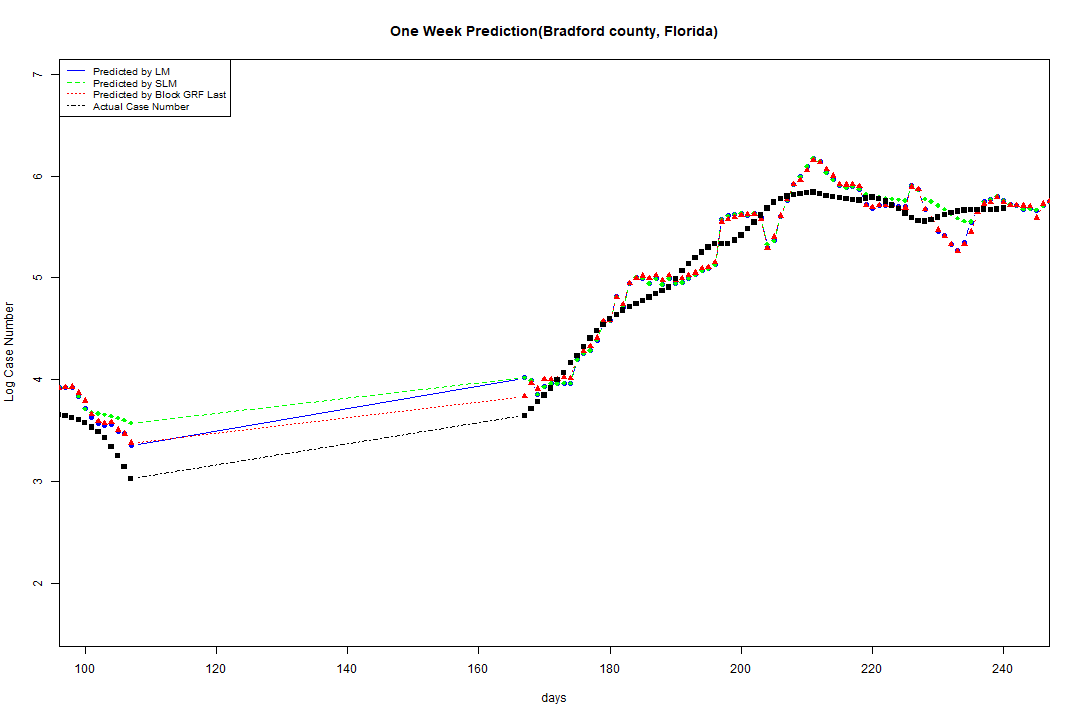 One Week Prediction(Bradford county, Florida)
Predicted by LM
Predicted by SLM
Predicted by Block GRF Last
Actual Case Number
7
6
5
4
3
2
Log Case Number
100 120 140 160 180 200 220 240
days